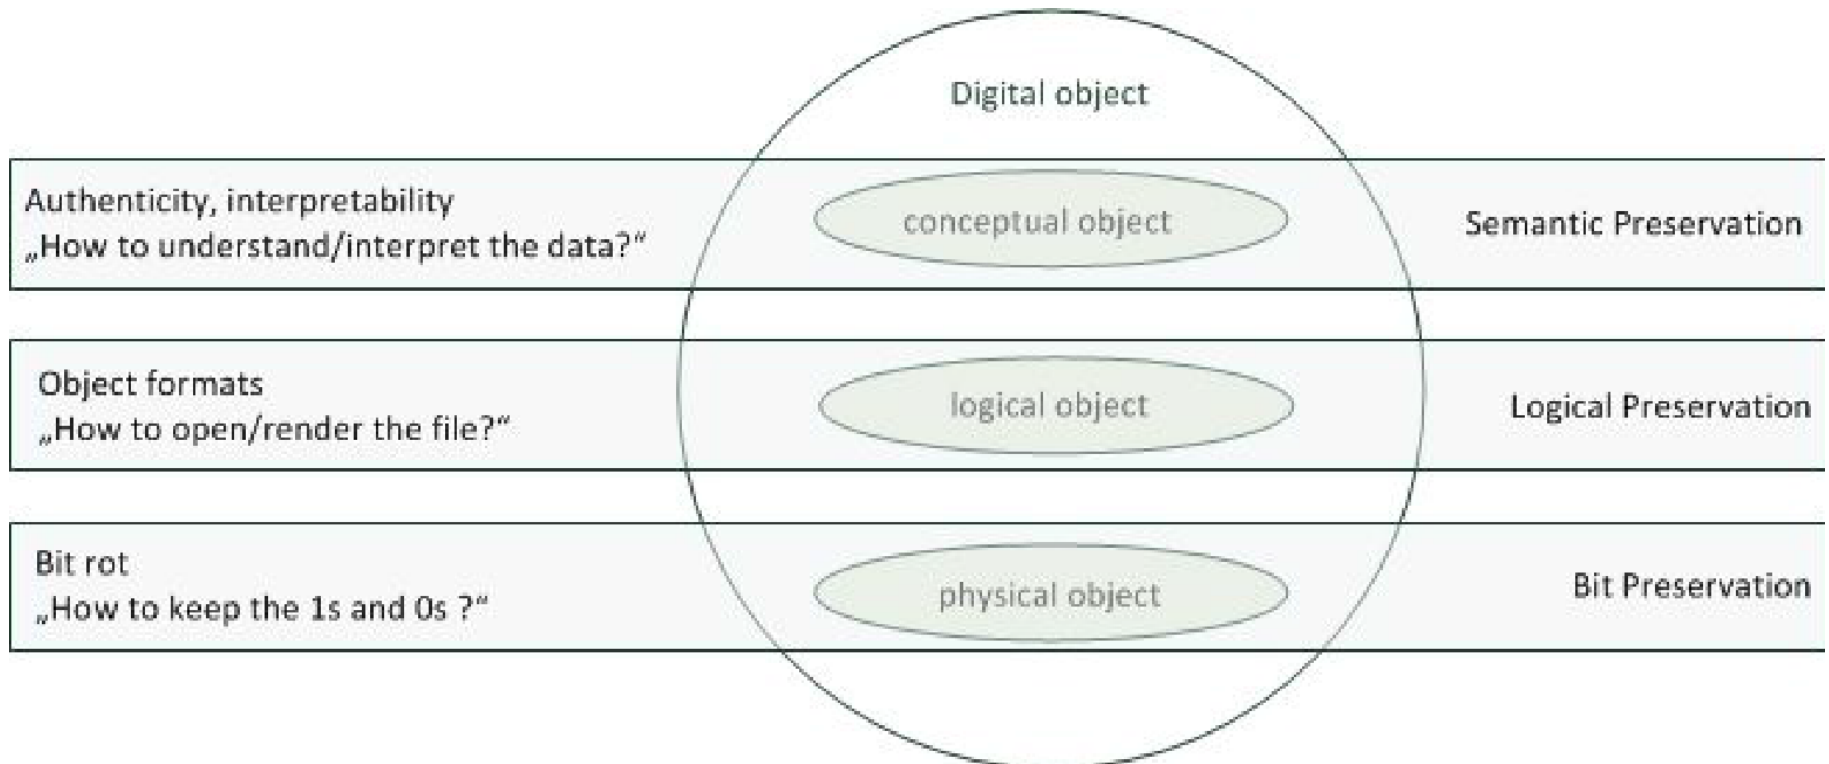 Digital object
Authenticity, interpretability
„How to understand/interpret the data?“
conceptual object
Semantic Preservation
Object formats
„How to open/render the file?“
logical object
Logical Preservation
Bit rot
„How to keep the 1s and 0s ?“
physical object
Bit Preservation